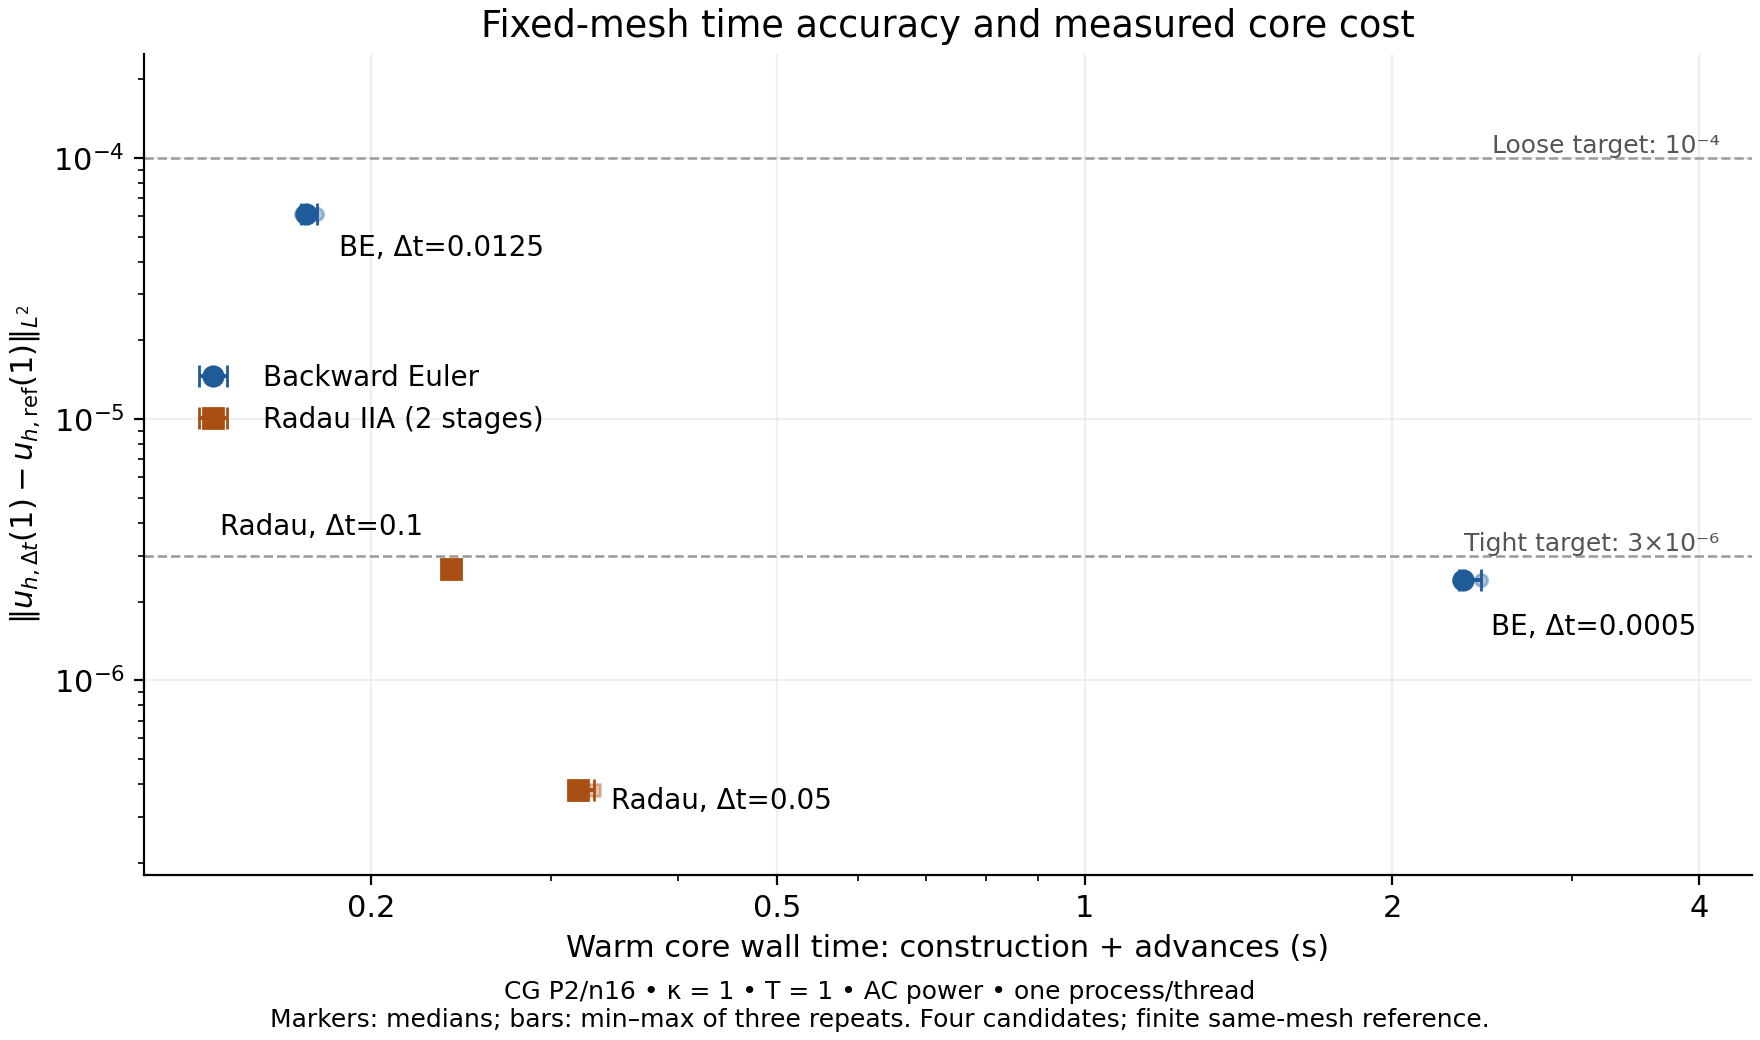 Fixed-mesh time accuracy and measured core cost
‖u_{h,Δt}(1) − u_{h,ref}(1)‖_{L²}
10⁻⁴
10⁻⁵
10⁻⁶
Loose target: 10⁻⁴
BE, Δt=0.0125
Backward Euler
Radau IIA (2 stages)
Radau, Δt=0.1
Tight target: 3×10⁻⁶
BE, Δt=0.0005
Radau, Δt=0.05
0.2 0.5 1 2 4
Warm core wall time: construction + advances (s)
CG P2/n16 • κ = 1 • T = 1 • AC power • one process/thread
Markers: medians; bars: min–max of three repeats. Four candidates; finite same-mesh reference.